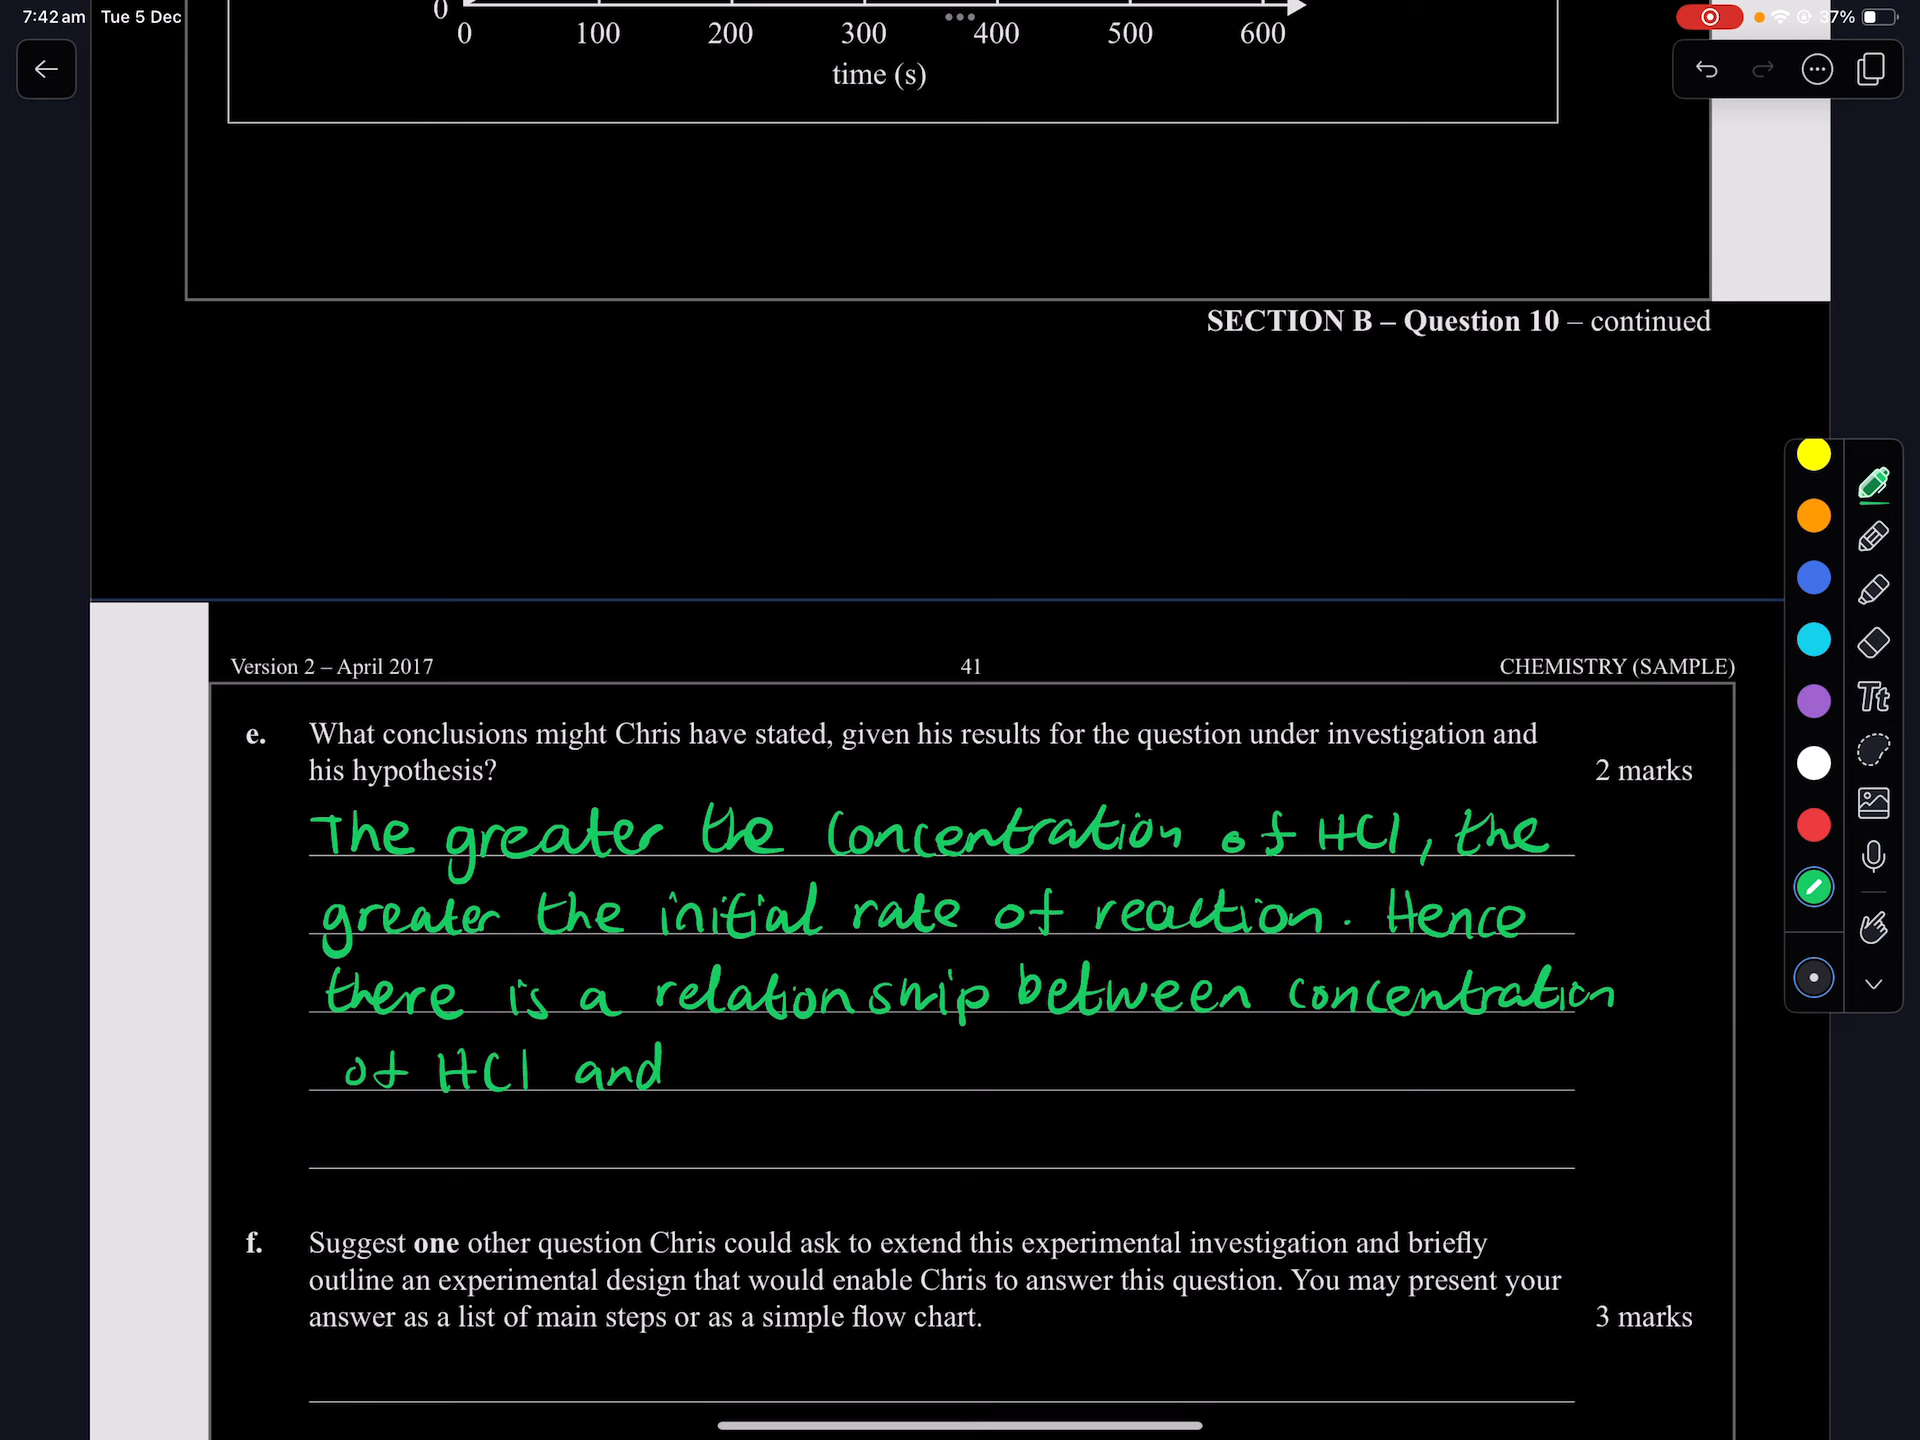 7:42 am Tue 5 Dec
37%
0
0 100 200 300 400 500 600
time (s)
SECTION B – Question 10 – continued
Version 2 – April 2017 41 CHEMISTRY (SAMPLE)
e. What conclusions might Chris have stated, given his results for the question under investigation and
his hypothesis? 2 marks
The greater the concentration of HCl, the
greater the initial rate of reaction. Hence
there is a relationship between concentration
of HCl and
f. Suggest one other question Chris could ask to extend this experimental investigation and briefly
outline an experimental design that would enable Chris to answer this question. You may present your
answer as a list of main steps or as a simple flow chart. 3 marks
Tt